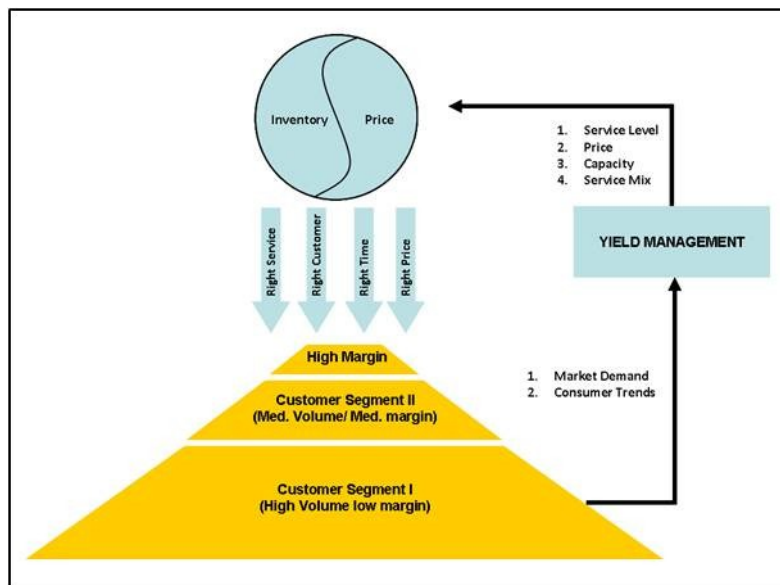 Inventory
Price
1. Service Level
2. Price
3. Capacity
4. Service Mix
YIELD MANAGEMENT
Right Service
Right Customer
Right Time
Right Price
High Margin
1. Market Demand
2. Consumer Trends
Customer Segment II
(Med. Volume/ Med. margin)
Customer Segment I
(High Volume low margin)